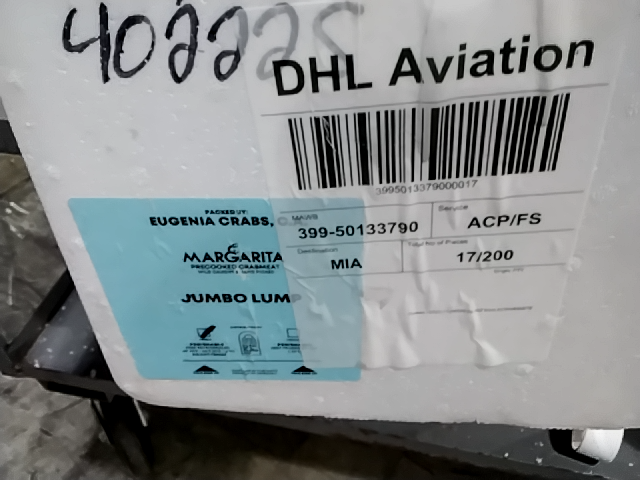 402225
DHL Aviation
3995013379000017
MAWB
399-50133790
Service
ACP/FS
Destination
MIA
Total No of Pieces
17/200
PACKED BY:
EUGENIA CRABS,
MARGARITA
PRECOOKED CRABMEAT
JUMBO LUMP